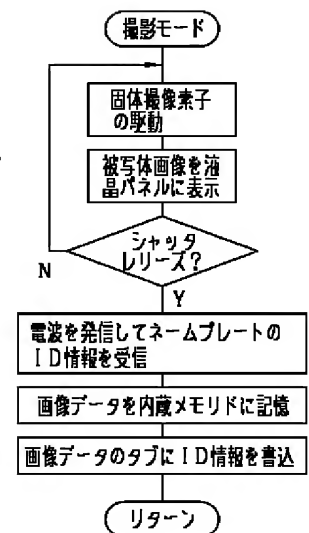 撮影モード
固体撮像素子
の駆動
被写体画像を液
晶パネルに表示
シャッタ
レリーズ?
N
Y
電波を発信してネームプレートの
ID情報を受信
画像データを内蔵メモリドに記憶
画像データのタブにID情報を書込
リターン